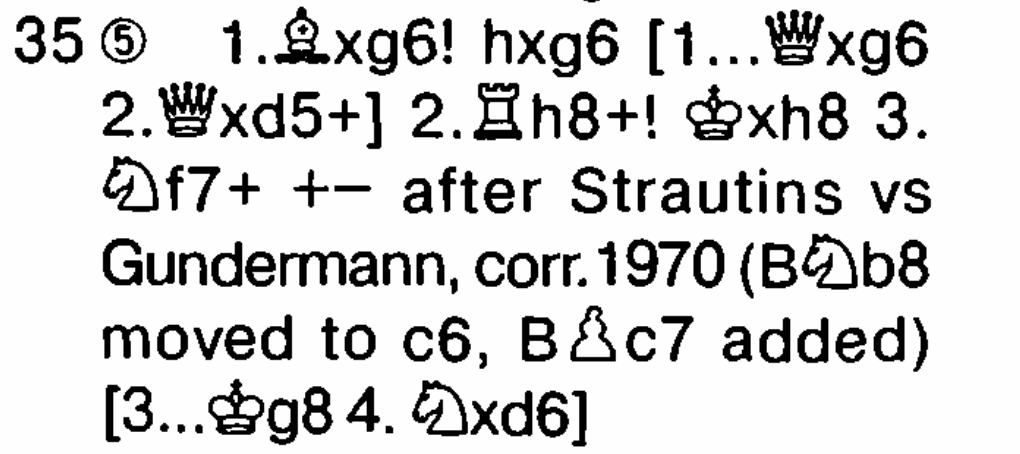 35 ⑤ 1.♗xg6! hxg6 [1...♕xg6
2.♕xd5+] 2.♖h8+! ♔xh8 3.
♘f7+ +− after Strautins vs
Gundermann, corr.1970 (B♘b8
moved to c6, B♙c7 added)
[3...♔g8 4. ♘xd6]